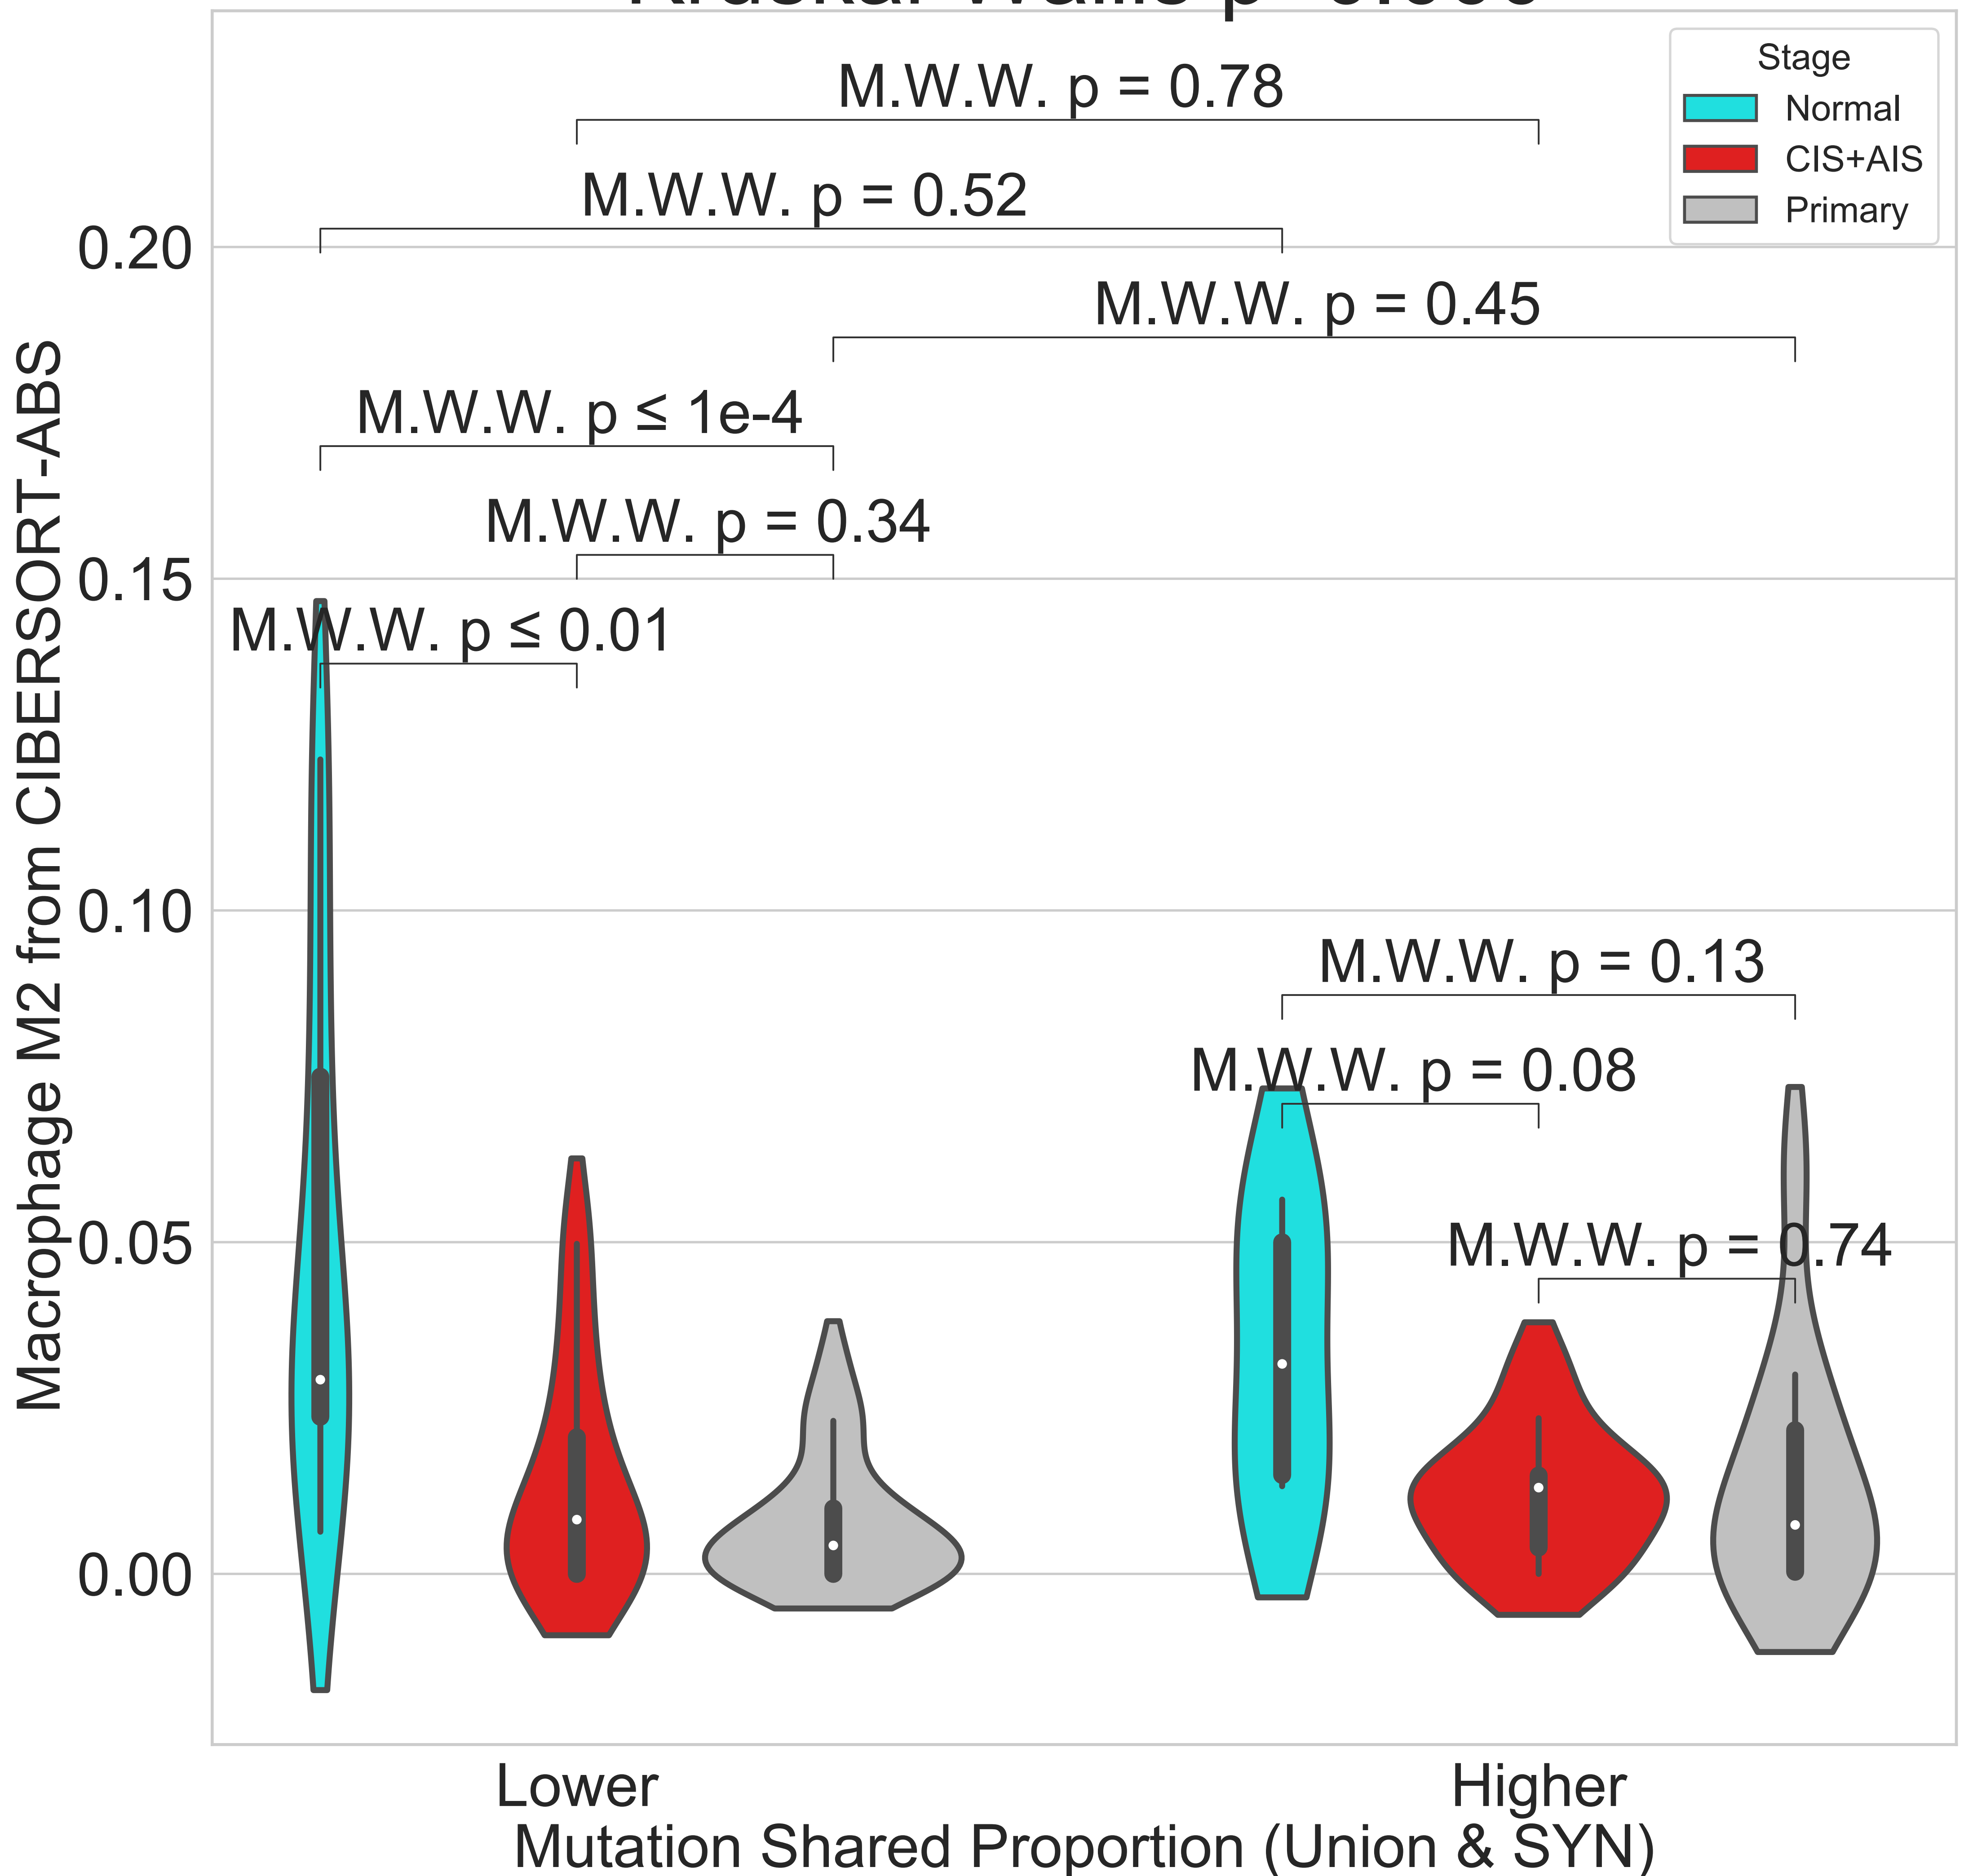 Stage
Normal
CIS+AIS
Primary
M.W.W. p = 0.78
M.W.W. p = 0.52
M.W.W. p = 0.45
M.W.W. p ≤ 1e-4
M.W.W. p = 0.34
M.W.W. p ≤ 0.01
M.W.W. p = 0.13
M.W.W. p = 0.08
M.W.W. p = 0.74
0.20
0.15
0.10
0.05
0.00
Macrophage M2 from CIBERSORT-ABS
Lower
Higher
Mutation Shared Proportion (Union & SYN)